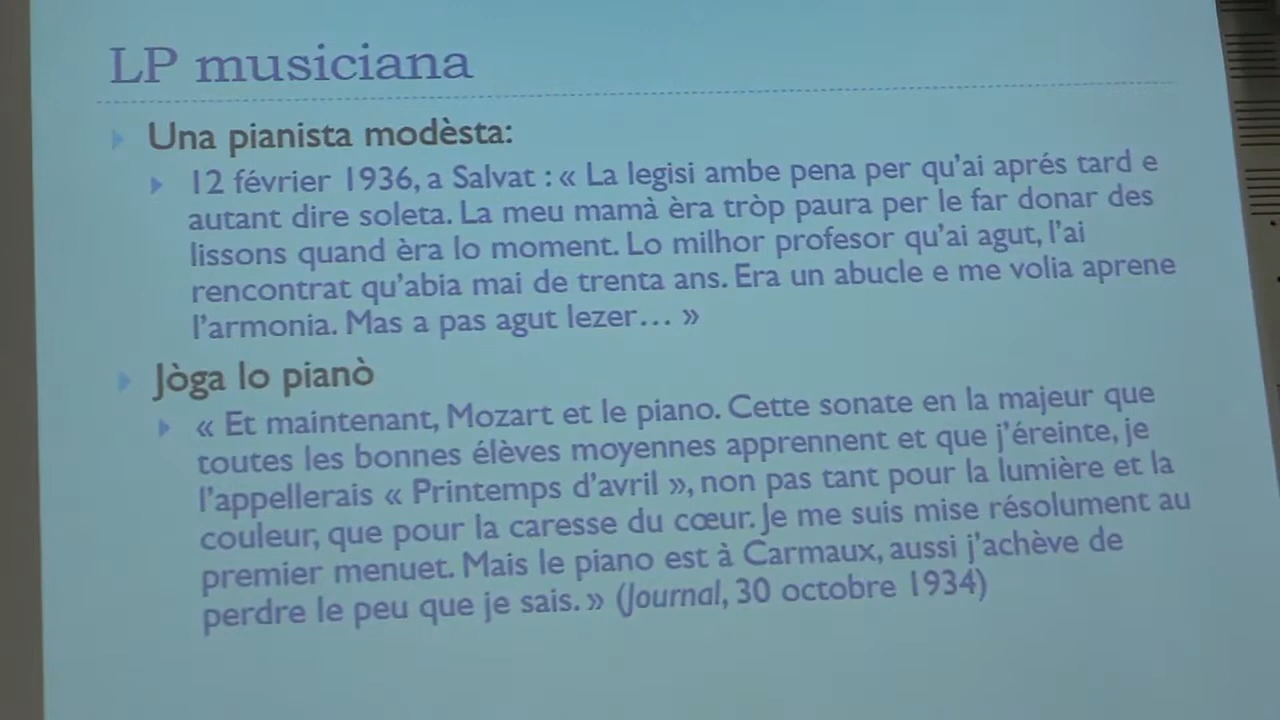 LP musiciana
Una pianista modèsta:
12 février 1936, a Salvat : « La legisi ambe pena per qu'ai aprés tard e
autant dire soleta. La meu mamà èra tròp paura per le far donar des
lissons quand èra lo moment. Lo milhor profesor qu'ai agut, l'ai
rencontrat qu'abia mai de trenta ans. Era un abucle e me volia aprene
l'armonia. Mas a pas agut lezer… »
Jòga lo pianò
« Et maintenant, Mozart et le piano. Cette sonate en la majeur que
toutes les bonnes élèves moyennes apprennent et que j'éreinte, je
l'appellerais « Printemps d'avril », non pas tant pour la lumière et la
couleur, que pour la caresse du cœur. Je me suis mise résolument au
premier menuet. Mais le piano est à Carmaux, aussi j'achève de
perdre le peu que je sais. » (Journal, 30 octobre 1934)